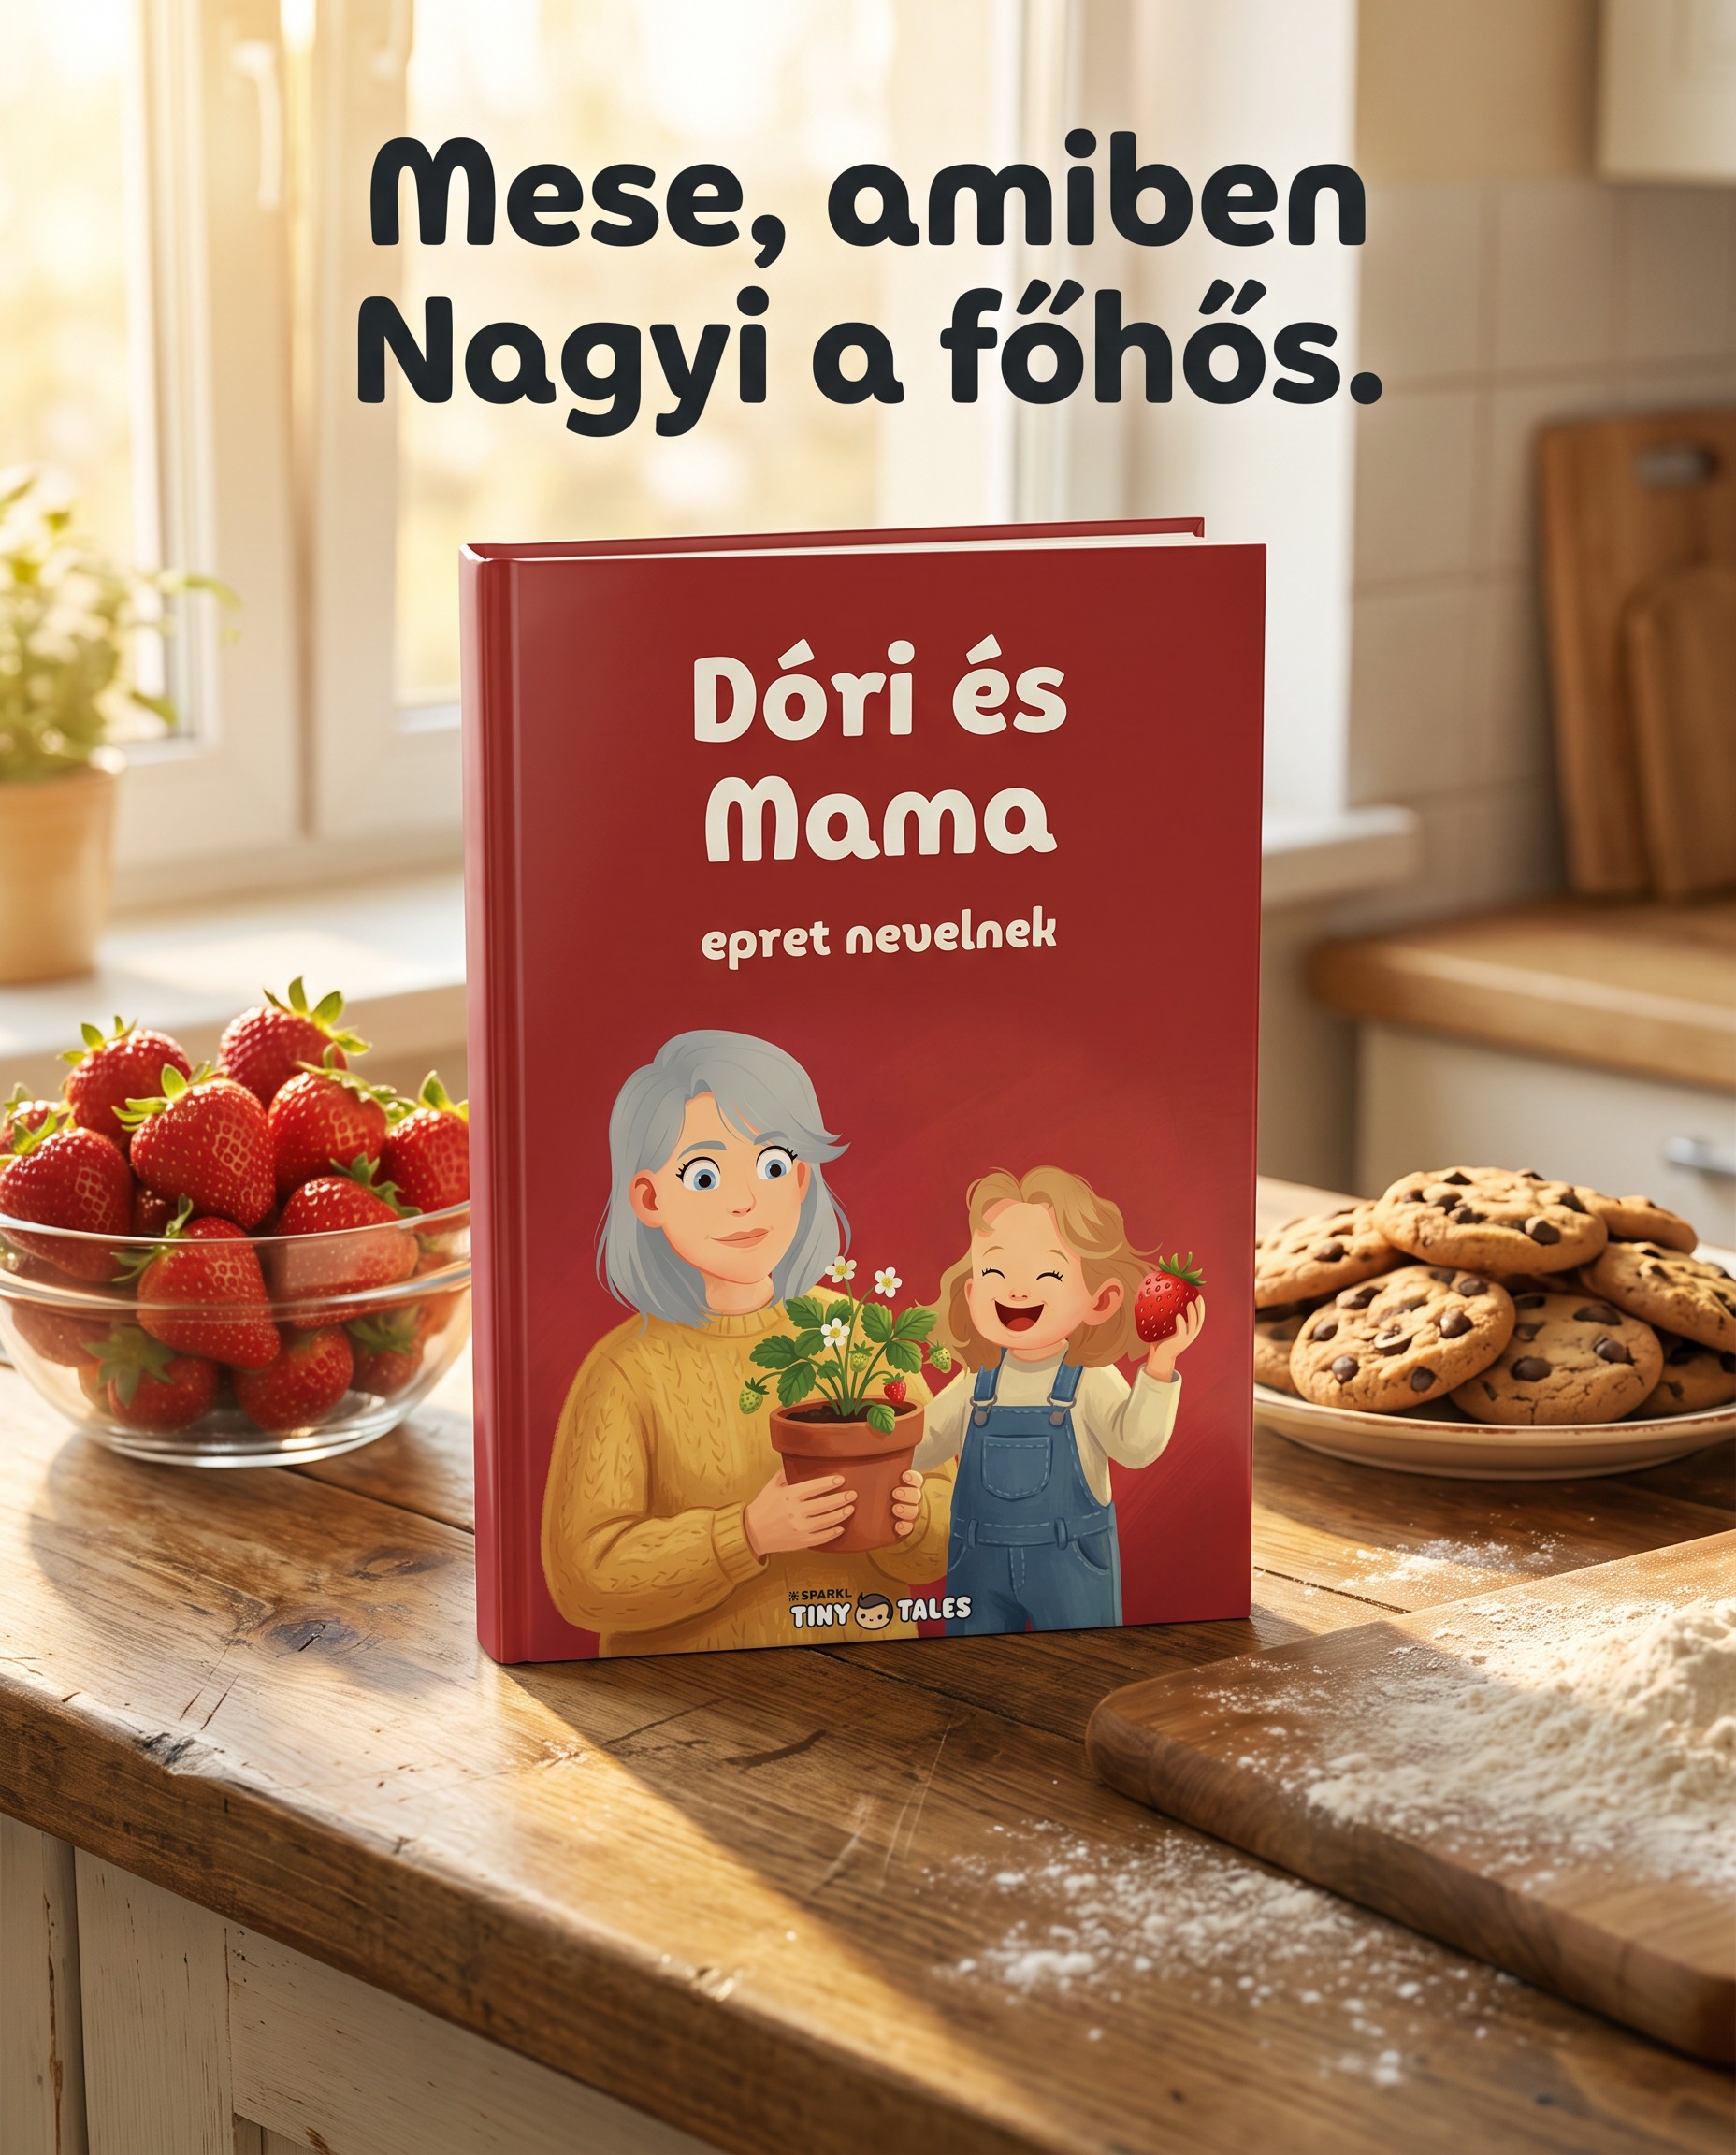 Mese, amiben
Nagyi a főhős.
Dóri és
Mama
epret nevelnek
SPARKL
TINY TALES